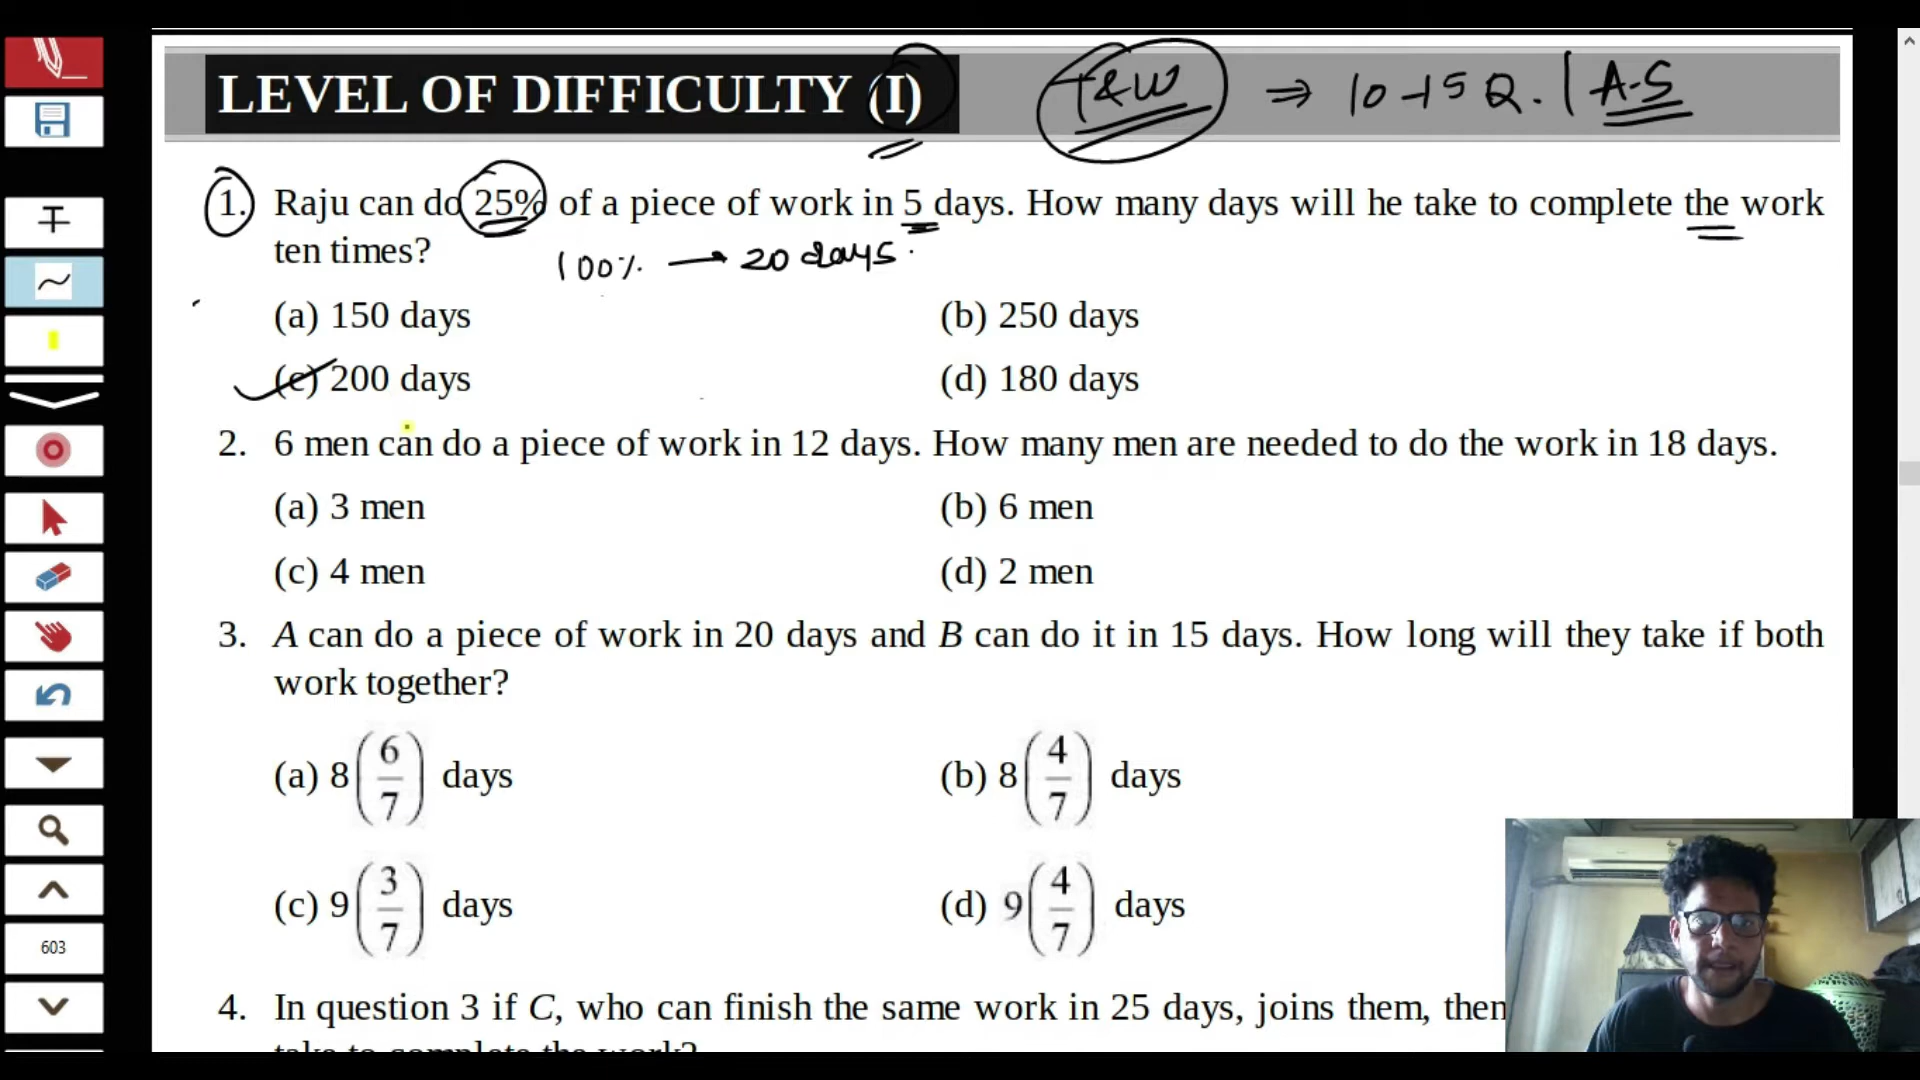 LEVEL OF DIFFICULTY (I) T&W ⇒ 10-15 Q. | A-S
1. Raju can do 25% of a piece of work in 5 days. How many days will he take to complete the work
ten times? 100% → 20 days.
(a) 150 days (b) 250 days
(c) 200 days (d) 180 days
2. 6 men can do a piece of work in 12 days. How many men are needed to do the work in 18 days.
(a) 3 men (b) 6 men
(c) 4 men (d) 2 men
3. A can do a piece of work in 20 days and B can do it in 15 days. How long will they take if both
work together?
(a) 8(6/7) days (b) 8(4/7) days
(c) 9(3/7) days (d) 9(4/7) days
603
4. In question 3 if C, who can finish the same work in 25 days, joins them, then
take to complete the work?